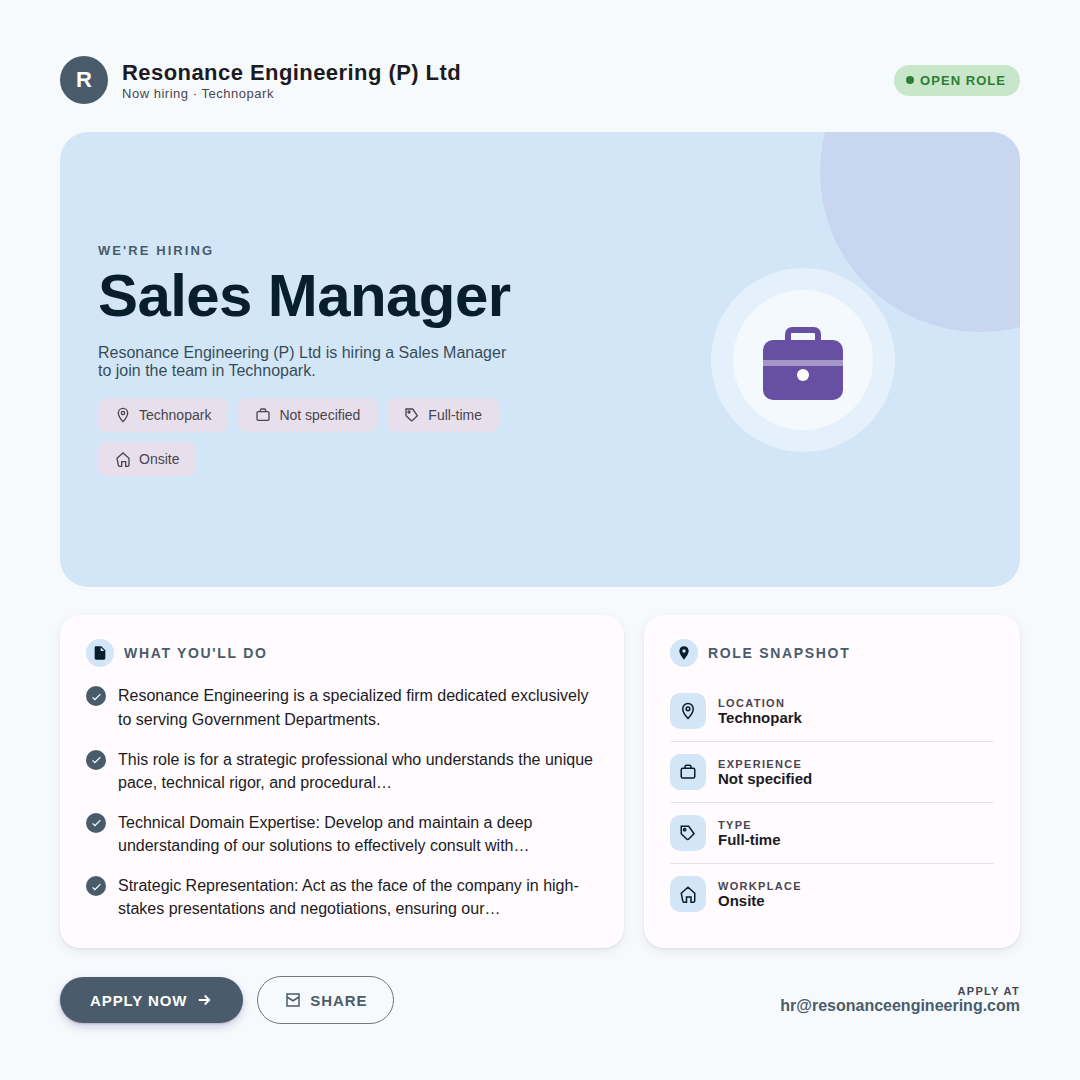 R
Resonance Engineering (P) Ltd
Now hiring · Technopark
OPEN ROLE
WE'RE HIRING
Sales Manager
Resonance Engineering (P) Ltd is hiring a Sales Manager
to join the team in Technopark.
Technopark
Not specified
Full-time
Onsite
WHAT YOU'LL DO
Resonance Engineering is a specialized firm dedicated exclusively
to serving Government Departments.
This role is for a strategic professional who understands the unique
pace, technical rigor, and procedural…
Technical Domain Expertise: Develop and maintain a deep
understanding of our solutions to effectively consult with…
Strategic Representation: Act as the face of the company in high-
stakes presentations and negotiations, ensuring our…
ROLE SNAPSHOT
LOCATION
Technopark
EXPERIENCE
Not specified
TYPE
Full-time
WORKPLACE
Onsite
APPLY NOW
SHARE
APPLY AT
hr@resonanceengineering.com